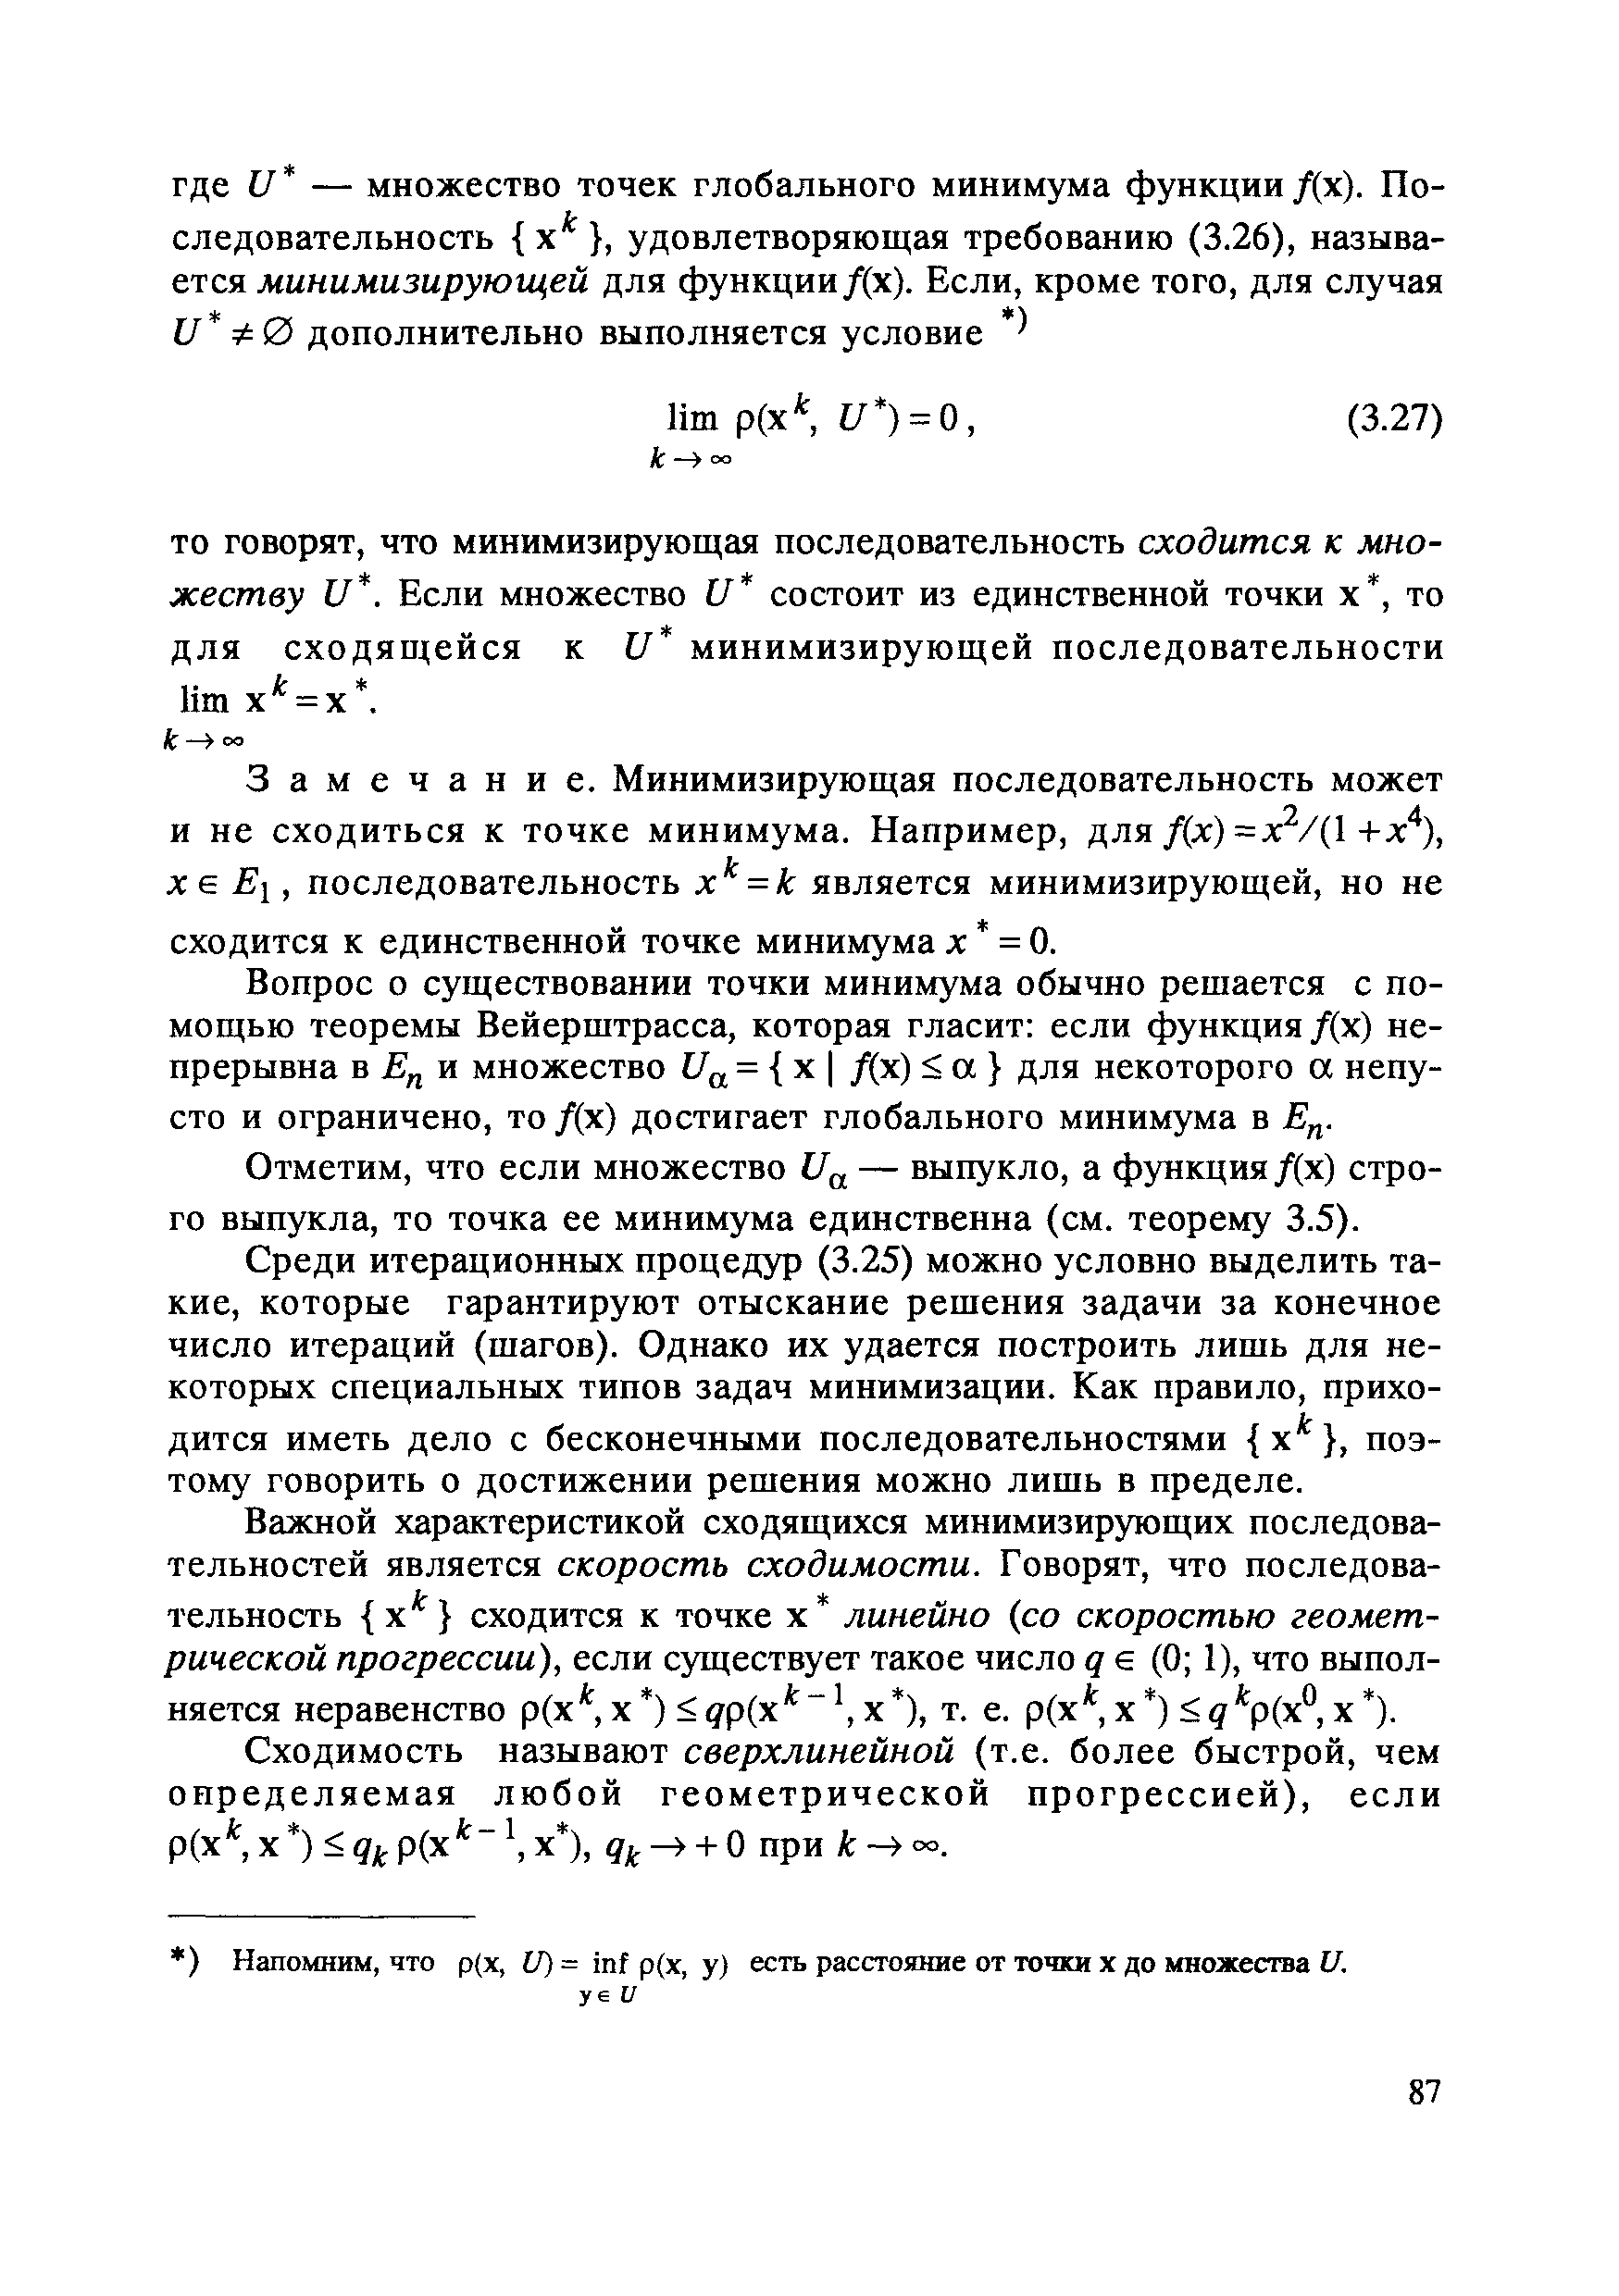 где U* — множество точек глобального минимума функции f(x). По-
следовательность { x^k }, удовлетворяющая требованию (3.26), называ-
ется минимизирующей для функции f(x). Если, кроме того, для случая
U* ≠ ∅ дополнительно выполняется условие *)
lim ρ(x^k, U*) = 0, (3.27)
k → ∞
то говорят, что минимизирующая последовательность сходится к мно-
жеству U*. Если множество U* состоит из единственной точки x*, то
для сходящейся к U* минимизирующей последовательности
lim x^k = x*.
k → ∞
З а м е ч а н и е. Минимизирующая последовательность может
и не сходиться к точке минимума. Например, для f(x) = x²/(1 + x⁴),
x ∈ E₁, последовательность x^k = k является минимизирующей, но не
сходится к единственной точке минимума x* = 0.
Вопрос о существовании точки минимума обычно решается с по-
мощью теоремы Вейерштрасса, которая гласит: если функция f(x) не-
прерывна в E_n и множество U_α = { x | f(x) ≤ α } для некоторого α непу-
сто и ограничено, то f(x) достигает глобального минимума в E_n.
Отметим, что если множество U_α — выпукло, а функция f(x) стро-
го выпукла, то точка ее минимума единственна (см. теорему 3.5).
Среди итерационных процедур (3.25) можно условно выделить та-
кие, которые гарантируют отыскание решения задачи за конечное
число итераций (шагов). Однако их удается построить лишь для не-
которых специальных типов задач минимизации. Как правило, прихо-
дится иметь дело с бесконечными последовательностями { x^k }, поэ-
тому говорить о достижении решения можно лишь в пределе.
Важной характеристикой сходящихся минимизирующих последова-
тельностей является скорость сходимости. Говорят, что последова-
тельность { x^k } сходится к точке x* линейно (со скоростью геомет-
рической прогрессии), если существует такое число q ∈ (0; 1), что выпол-
няется неравенство ρ(x^k, x*) ≤ qρ(x^{k−1}, x*), т. е. ρ(x^k, x*) ≤ q^kρ(x⁰, x*).
Сходимость называют сверхлинейной (т.е. более быстрой, чем
определяемая любой геометрической прогрессией), если
ρ(x^k, x*) ≤ q_k ρ(x^{k−1}, x*), q_k → +0 при k → ∞.
*) Напомним, что ρ(x, U) = inf ρ(x, y) есть расстояние от точки x до множества U.
y ∈ U
87